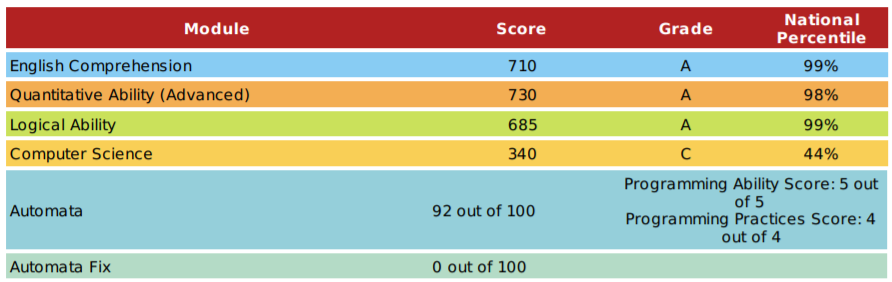 Module Score Grade National Percentile
English Comprehension 710 A 99%
Quantitative Ability (Advanced) 730 A 98%
Logical Ability 685 A 99%
Computer Science 340 C 44%
Automata 92 out of 100 Programming Ability Score: 5 out
of 5
Programming Practices Score: 4
out of 4
Automata Fix 0 out of 100